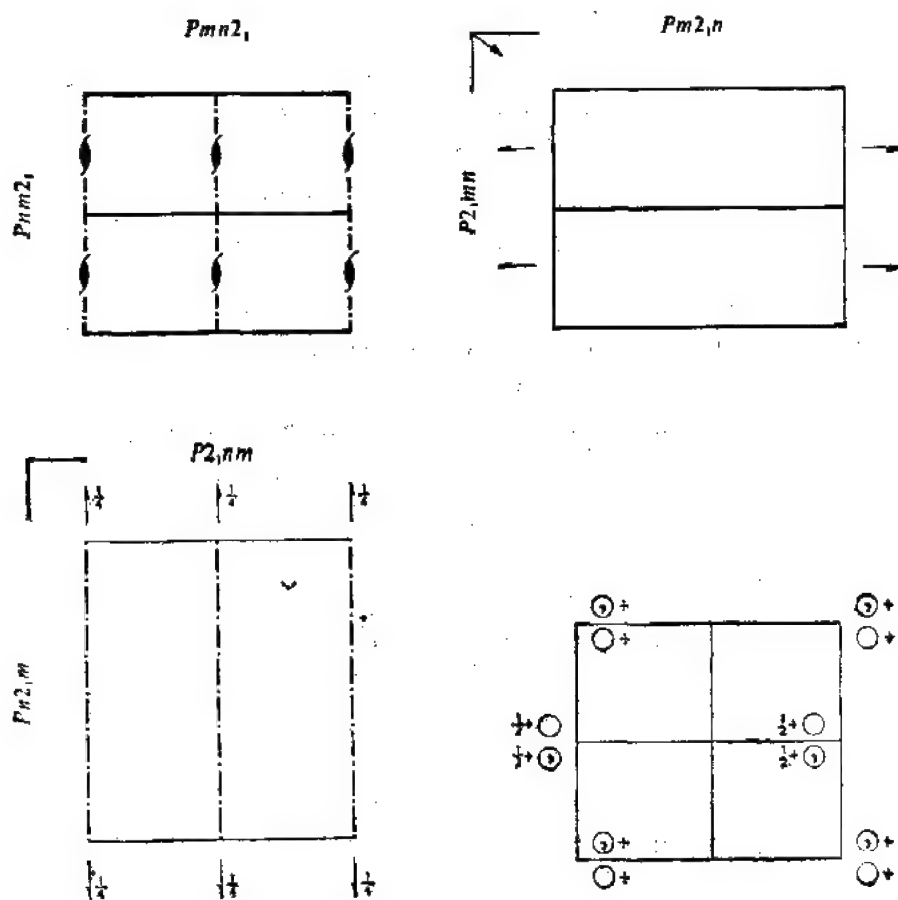 Pmn2₁
Pm2₁n
Pnm2₁
P2₁mn
P2₁nm
¼ ¼ ¼
Pn2₁m
¼ ¼ ¼
+ +
+ +
½+ ½+
½+ ½+
+ +
+ +